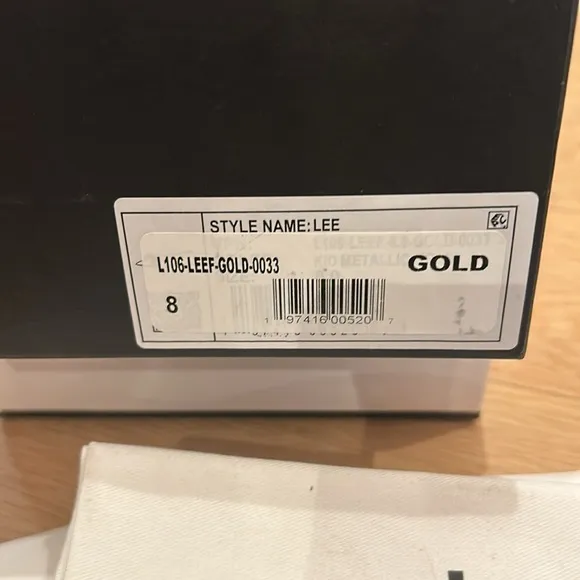 STYLE NAME: LEE
L106-LEEF-GOLD-0033
GOLD
8
1 97416 00520 7